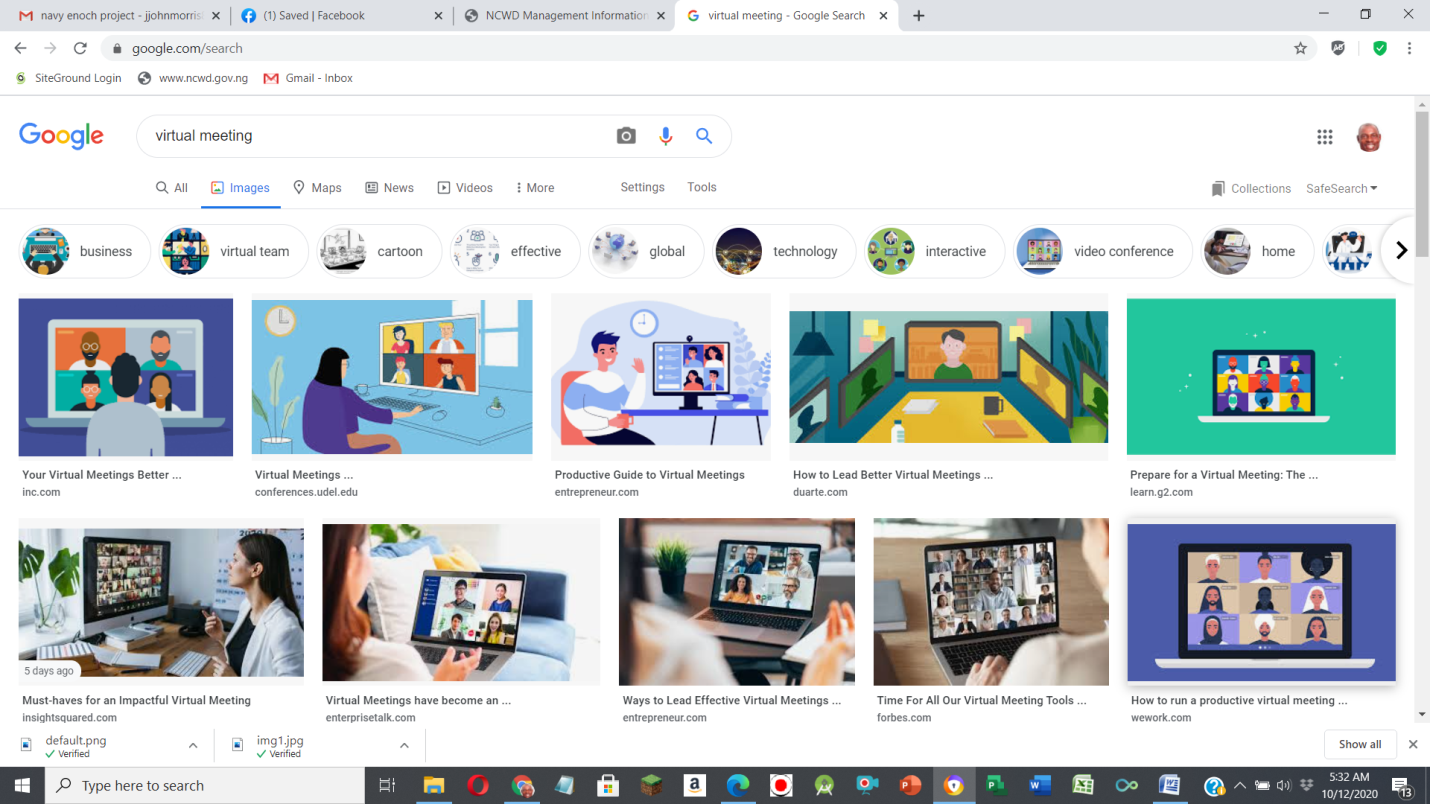 navy enoch project - jjohnmorris
(1) Saved | Facebook
NCWD Management Information
virtual meeting - Google Search
google.com/search
SiteGround Login
www.ncwd.gov.ng
Gmail - Inbox
Google
virtual meeting
All
Images
Maps
News
Videos
More
Settings
Tools
Collections
SafeSearch
business
virtual team
cartoon
effective
global
technology
interactive
video conference
home
Your Virtual Meetings Better ...
inc.com
Virtual Meetings ...
conferences.udel.edu
Productive Guide to Virtual Meetings
entrepreneur.com
How to Lead Better Virtual Meetings ...
duarte.com
Prepare for a Virtual Meeting: The ...
learn.g2.com
5 days ago
Must-haves for an Impactful Virtual Meeting
insightsquared.com
Virtual Meetings have become an ...
enterprisetalk.com
Ways to Lead Effective Virtual Meetings ...
entrepreneur.com
Time For All Our Virtual Meeting Tools ...
forbes.com
How to run a productive virtual meeting ...
wework.com
default.png
Verified
img1.jpg
Verified
Show all
Type here to search
5:32 AM
10/12/2020
13